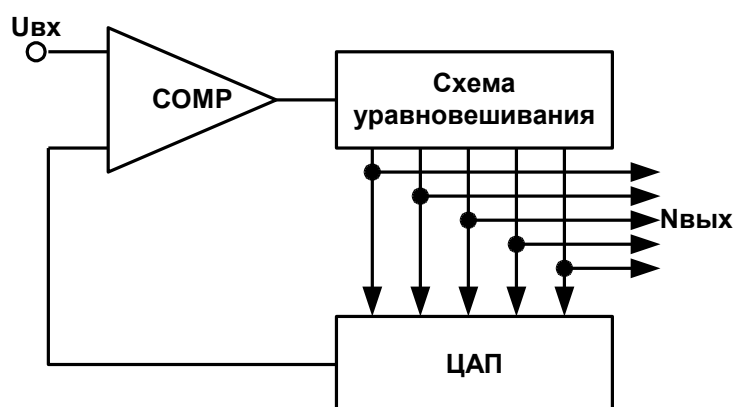 Uвх
COMP
Схема
уравновешивания
Nвых
ЦАП